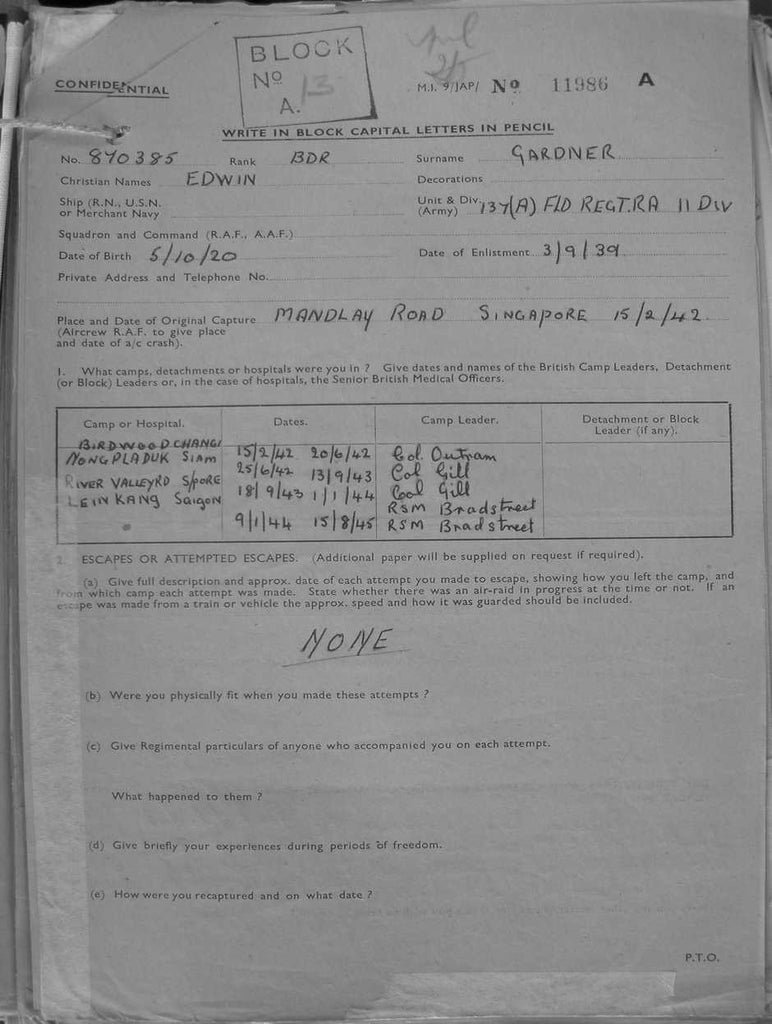 BLOCK
No 13
A.
CONFIDENTIAL
M.I. 9/JAP/ No 11986 A
WRITE IN BLOCK CAPITAL LETTERS IN PENCIL
No. 870385 Rank BDR Surname GARDNER
Christian Names EDWIN Decorations
Ship (R.N., U.S.N. or Merchant Navy Unit & Div. (Army) 137(A) FLD REGT.RA 11 DIV
Squadron and Command (R.A.F., A.A.F.)
Date of Birth 5/10/20 Date of Enlistment 3/9/39
Private Address and Telephone No.
Place and Date of Original Capture MANDLAY ROAD SINGAPORE 15/2/42
(Aircrew R.A.F. to give place
and date of a/c crash).
1. What camps, detachments or hospitals were you in ? Give dates and names of the British Camp Leaders, Detachment
(or Block) Leaders or, in the case of hospitals, the Senior British Medical Officers.
Camp or Hospital. Dates. Camp Leader. Detachment or Block
Leader (if any).
BIRDWOOD CHANGI 15/2/42 20/6/42 Col. Outram
NONG PLADUK SIAM 25/6/42 13/9/43 Col Gill
RIVER VALLEY RD S/PORE 18/9/43 1/1/44 Col Gill
LEIN KANG SAIGON RSM Bradstreet
9/1/44 15/8/45 RSM Bradstreet
2. ESCAPES OR ATTEMPTED ESCAPES. (Additional paper will be supplied on request if required).
(a) Give full description and approx. date of each attempt you made to escape, showing how you left the camp, and
from which camp each attempt was made. State whether there was an air-raid in progress at the time or not. If an
escape was made from a train or vehicle the approx. speed and how it was guarded should be included.
NONE
(b) Were you physically fit when you made these attempts ?
(c) Give Regimental particulars of anyone who accompanied you on each attempt.
What happened to them ?
(d) Give briefly your experiences during periods of freedom.
(e) How were you recaptured and on what date ?
P.T.O.